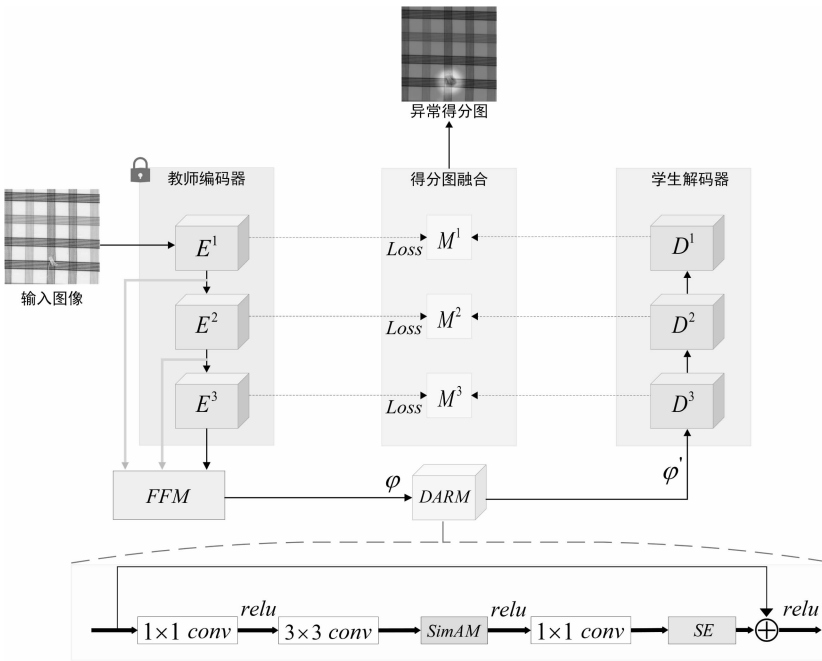 异常得分图
教师编码器
得分图融合
学生解码器
E¹
Loss
M¹
D¹
输入图像
E²
Loss
M²
D²
E³
Loss
M³
D³
FFM
φ
DARM
φ'
1×1 conv
relu
3×3 conv
SimAM
relu
1×1 conv
SE
relu